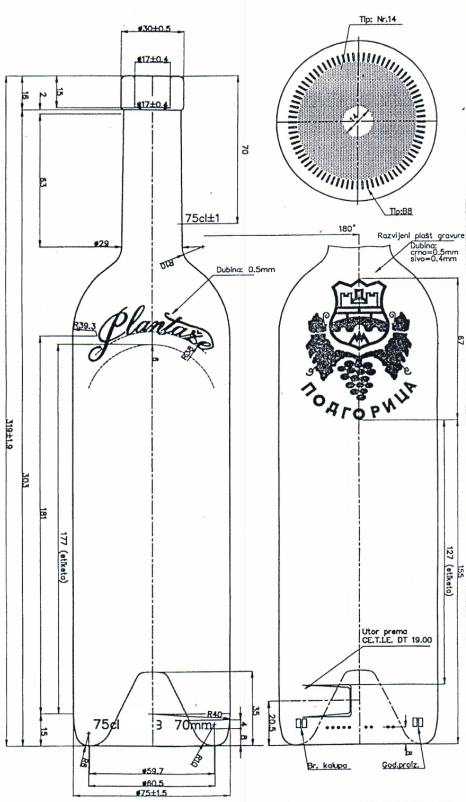 ø30±0.5
Tip: Nr.14
ø17±0.4
ø17±0.4
16
2
15
63
70
75cl±1
ø29
R10
Tip:BB
180°
Razvijeni plašt gravure
Dubina:
crno=0.5mm
sivo=0.4mm
Dubina: 0.5mm
Plantaže
R39.3
ПОДГОРИЦА
67
319±1.9
303
181
177 (etiketa)
127 (etiketa)
155
Utor prema
CE.T.I.E. DT 19.00
35
20.5
R40
75cl 3 70mm
15
4
8
R10
ø59.7
ø60.5
ø75±1.5
Br. kalupa
God.proiz.